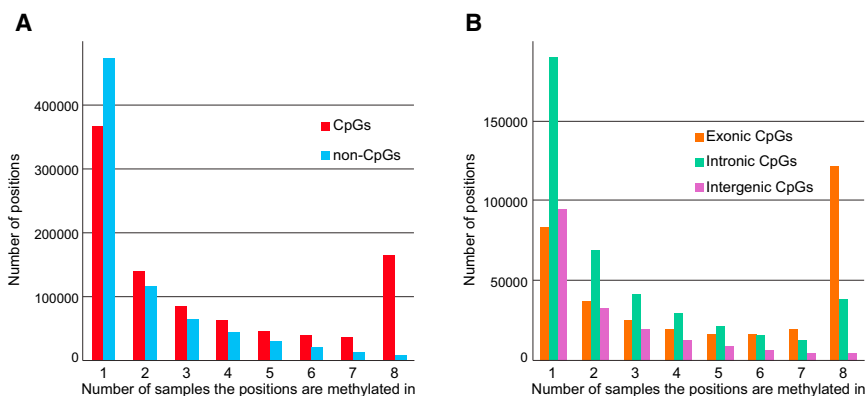 A
Number of positions
400000
300000
200000
100000
0
CpGs
non-CpGs
1 2 3 4 5 6 7 8
Number of samples the positions are methylated in
B
Number of positions
150000
100000
50000
0
Exonic CpGs
Intronic CpGs
Intergenic CpGs
1 2 3 4 5 6 7 8
Number of samples the positions are methylated in